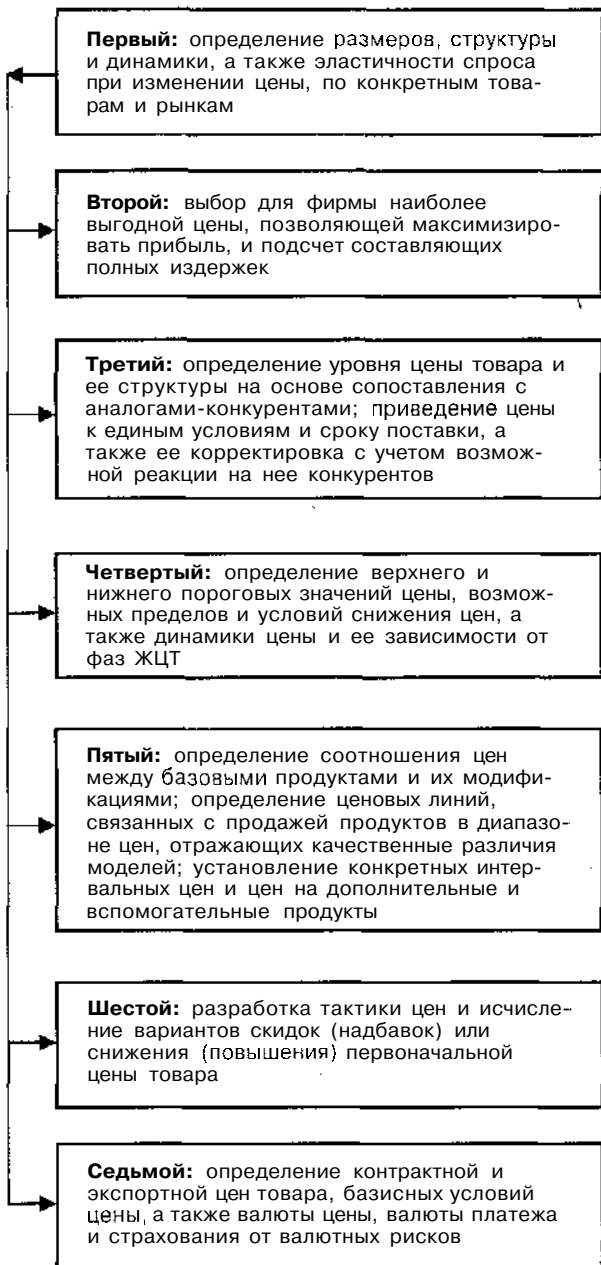 Первый: определение размеров, структуры
и динамики, а также эластичности спроса
при изменении цены, по конкретным това-
рам и рынкам
Второй: выбор для фирмы наиболее
выгодной цены, позволяющей максимизиро-
вать прибыль, и подсчет составляющих
полных издержек
Третий: определение уровня цены товара и
ее структуры на основе сопоставления с
аналогами-конкурентами; приведение цены
к единым условиям и сроку поставки, а
также ее корректировка с учетом возмож-
ной реакции на нее конкурентов
Четвертый: определение верхнего и
нижнего пороговых значений цены, возмож-
ных пределов и условий снижения цен, а
также динамики цены и ее зависимости от
фаз ЖЦТ
Пятый: определение соотношения цен
между базовыми продуктами и их модифи-
кациями; определение ценовых линий,
связанных с продажей продуктов в диапазо-
не цен, отражающих качественные различия
моделей; установление конкретных интер-
вальных цен и цен на дополнительные и
вспомогательные продукты
Шестой: разработка тактики цен и исчисле-
ние вариантов скидок (надбавок) или
снижения (повышения) первоначальной
цены товара
Седьмой: определение контрактной и
экспортной цен товара, базисных условий
цены, а также валюты цены, валюты платежа
и страхования от валютных рисков